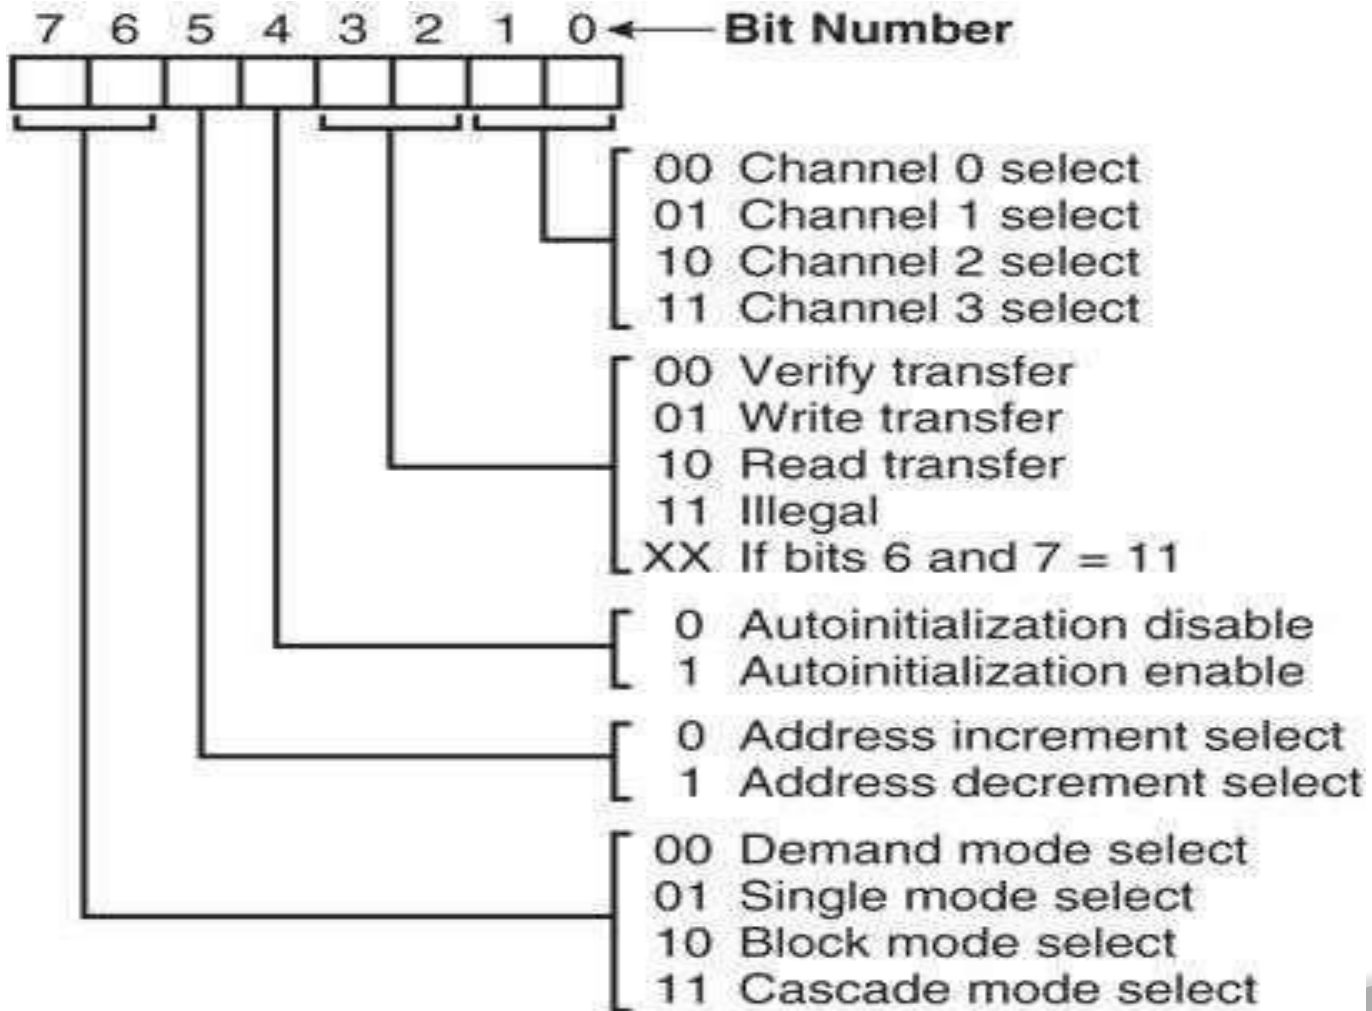 7 6 5 4 3 2 1 0 Bit Number
00 Channel 0 select
01 Channel 1 select
10 Channel 2 select
11 Channel 3 select
00 Verify transfer
01 Write transfer
10 Read transfer
11 Illegal
XX If bits 6 and 7 = 11
0 Autoinitialization disable
1 Autoinitialization enable
0 Address increment select
1 Address decrement select
00 Demand mode select
01 Single mode select
10 Block mode select
11 Cascade mode select